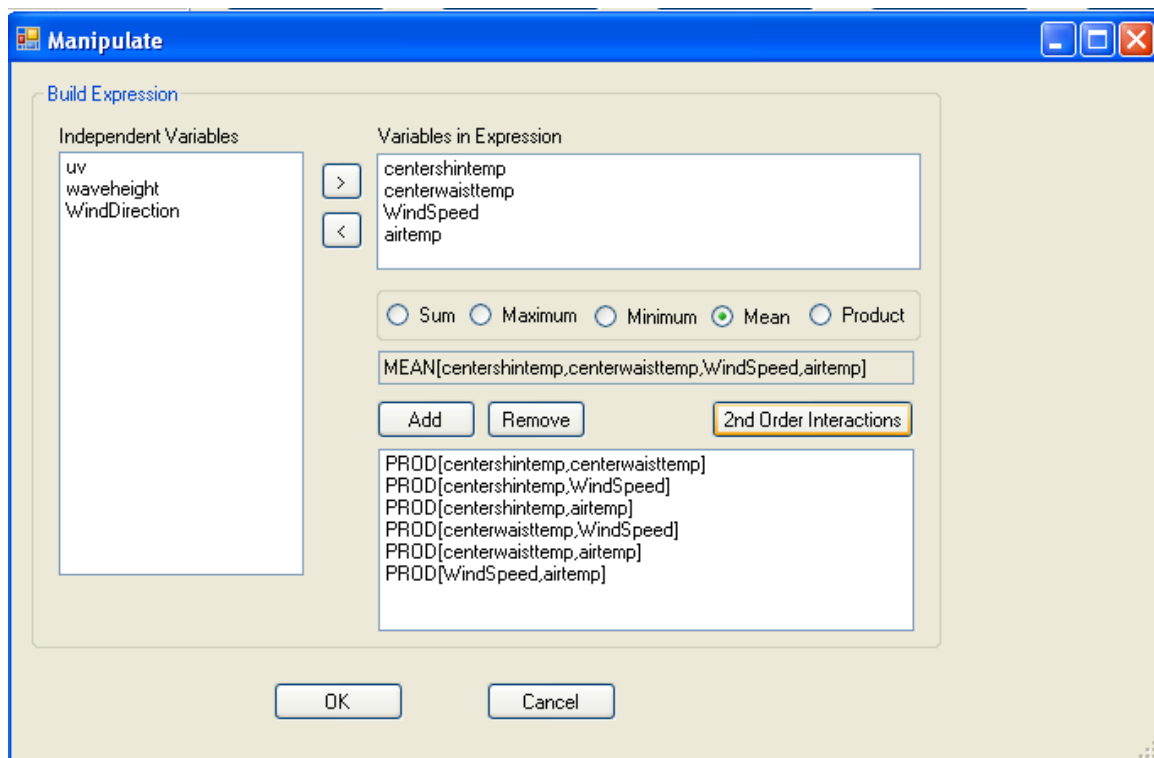 Manipulate
Build Expression
Independent Variables
uv
waveheight
WindDirection
>
<
Variables in Expression
centershintemp
centerwaisttemp
WindSpeed
airtemp
Sum Maximum Minimum Mean Product
MEAN[centershintemp,centerwaisttemp,WindSpeed,airtemp]
Add Remove 2nd Order Interactions
PROD[centershintemp,centerwaisttemp]
PROD[centershintemp,WindSpeed]
PROD[centershintemp,airtemp]
PROD[centerwaisttemp,WindSpeed]
PROD[centerwaisttemp,airtemp]
PROD[WindSpeed,airtemp]
OK Cancel